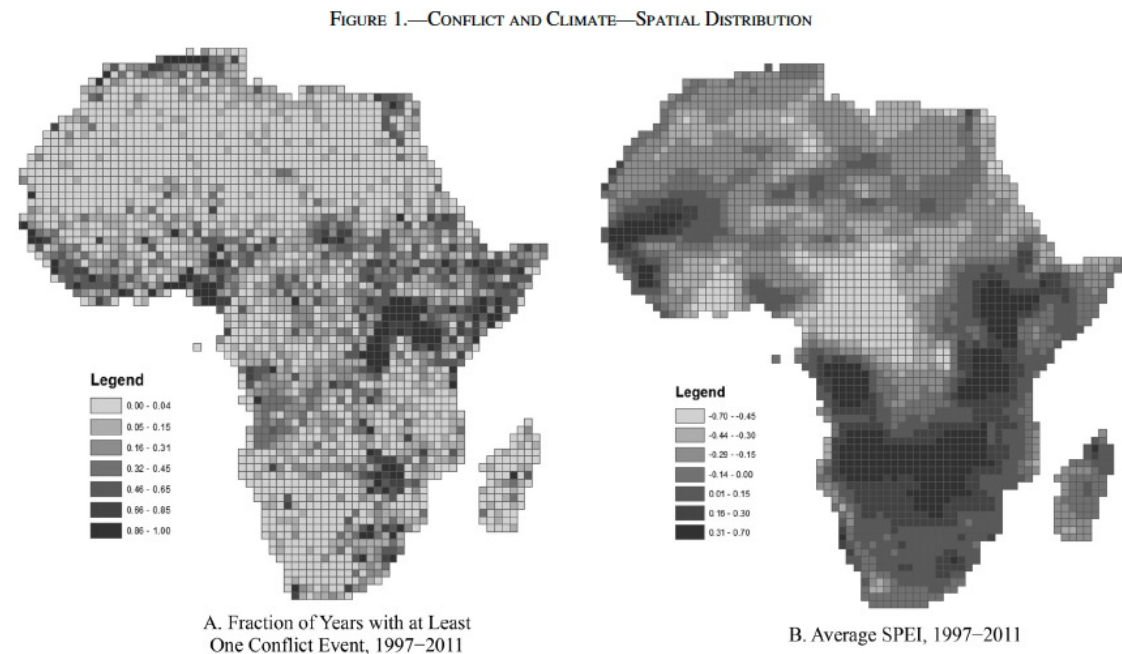 FIGURE 1.—CONFLICT AND CLIMATE—SPATIAL DISTRIBUTION
Legend
0.00 - 0.04
0.05 - 0.15
0.16 - 0.31
0.32 - 0.45
0.46 - 0.65
0.66 - 0.85
0.86 - 1.00
A. Fraction of Years with at Least
One Conflict Event, 1997−2011
Legend
-0.70 - -0.45
-0.44 - -0.30
-0.29 - -0.15
-0.14 - 0.00
0.01 - 0.15
0.16 - 0.30
0.31 - 0.70
B. Average SPEI, 1997−2011